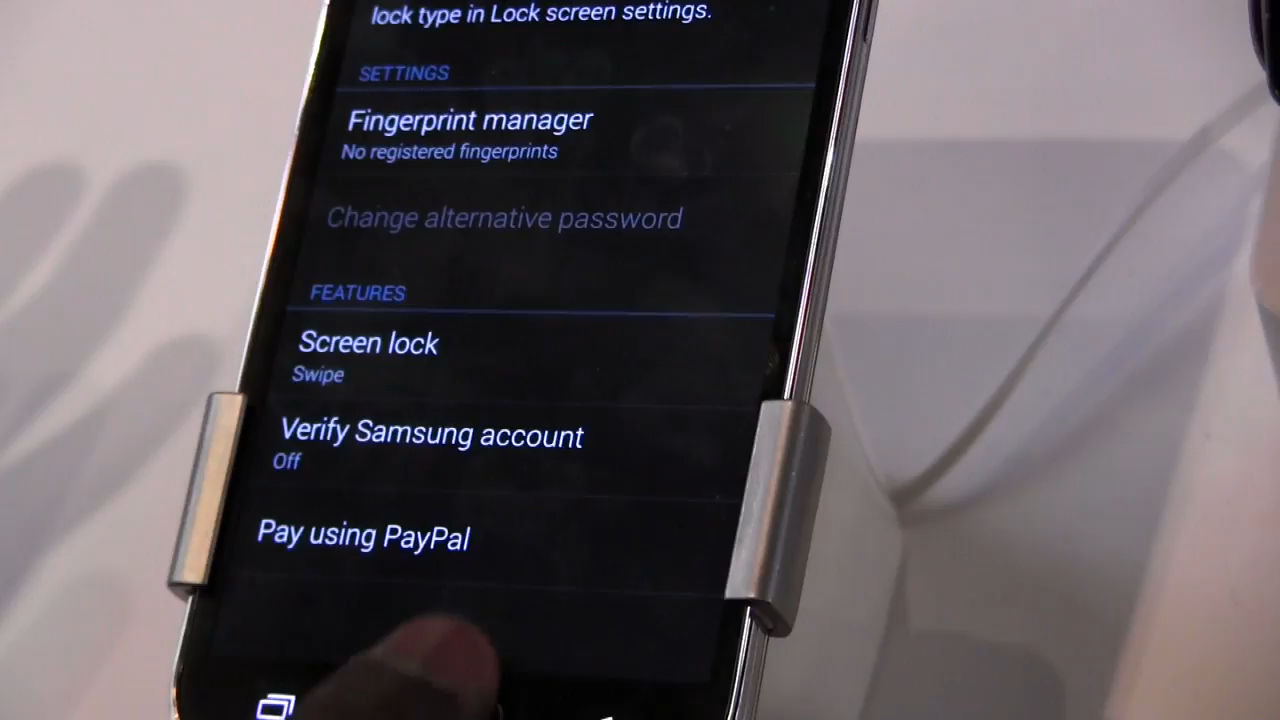 lock type in Lock screen settings.
SETTINGS
Fingerprint manager
No registered fingerprints
Change alternative password
FEATURES
Screen lock
Swipe
Verify Samsung account
Off
Pay using PayPal